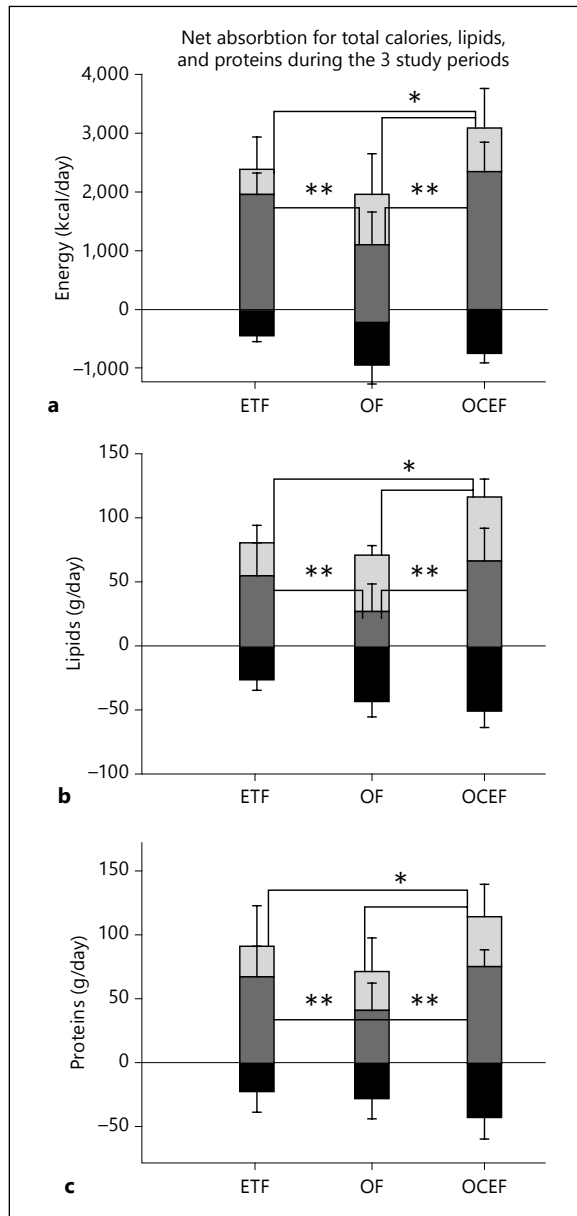 Net absorbtion for total calories, lipids,
and proteins during the 3 study periods
4,000
3,000
2,000
1,000
0
–1,000
Energy (kcal/day)
*
**
**
ETF
OF
OCEF
a
150
100
50
0
–50
–100
Lipids (g/day)
*
**
**
ETF
OF
OCEF
b
150
100
50
0
–50
Proteins (g/day)
*
**
**
ETF
OF
OCEF
c